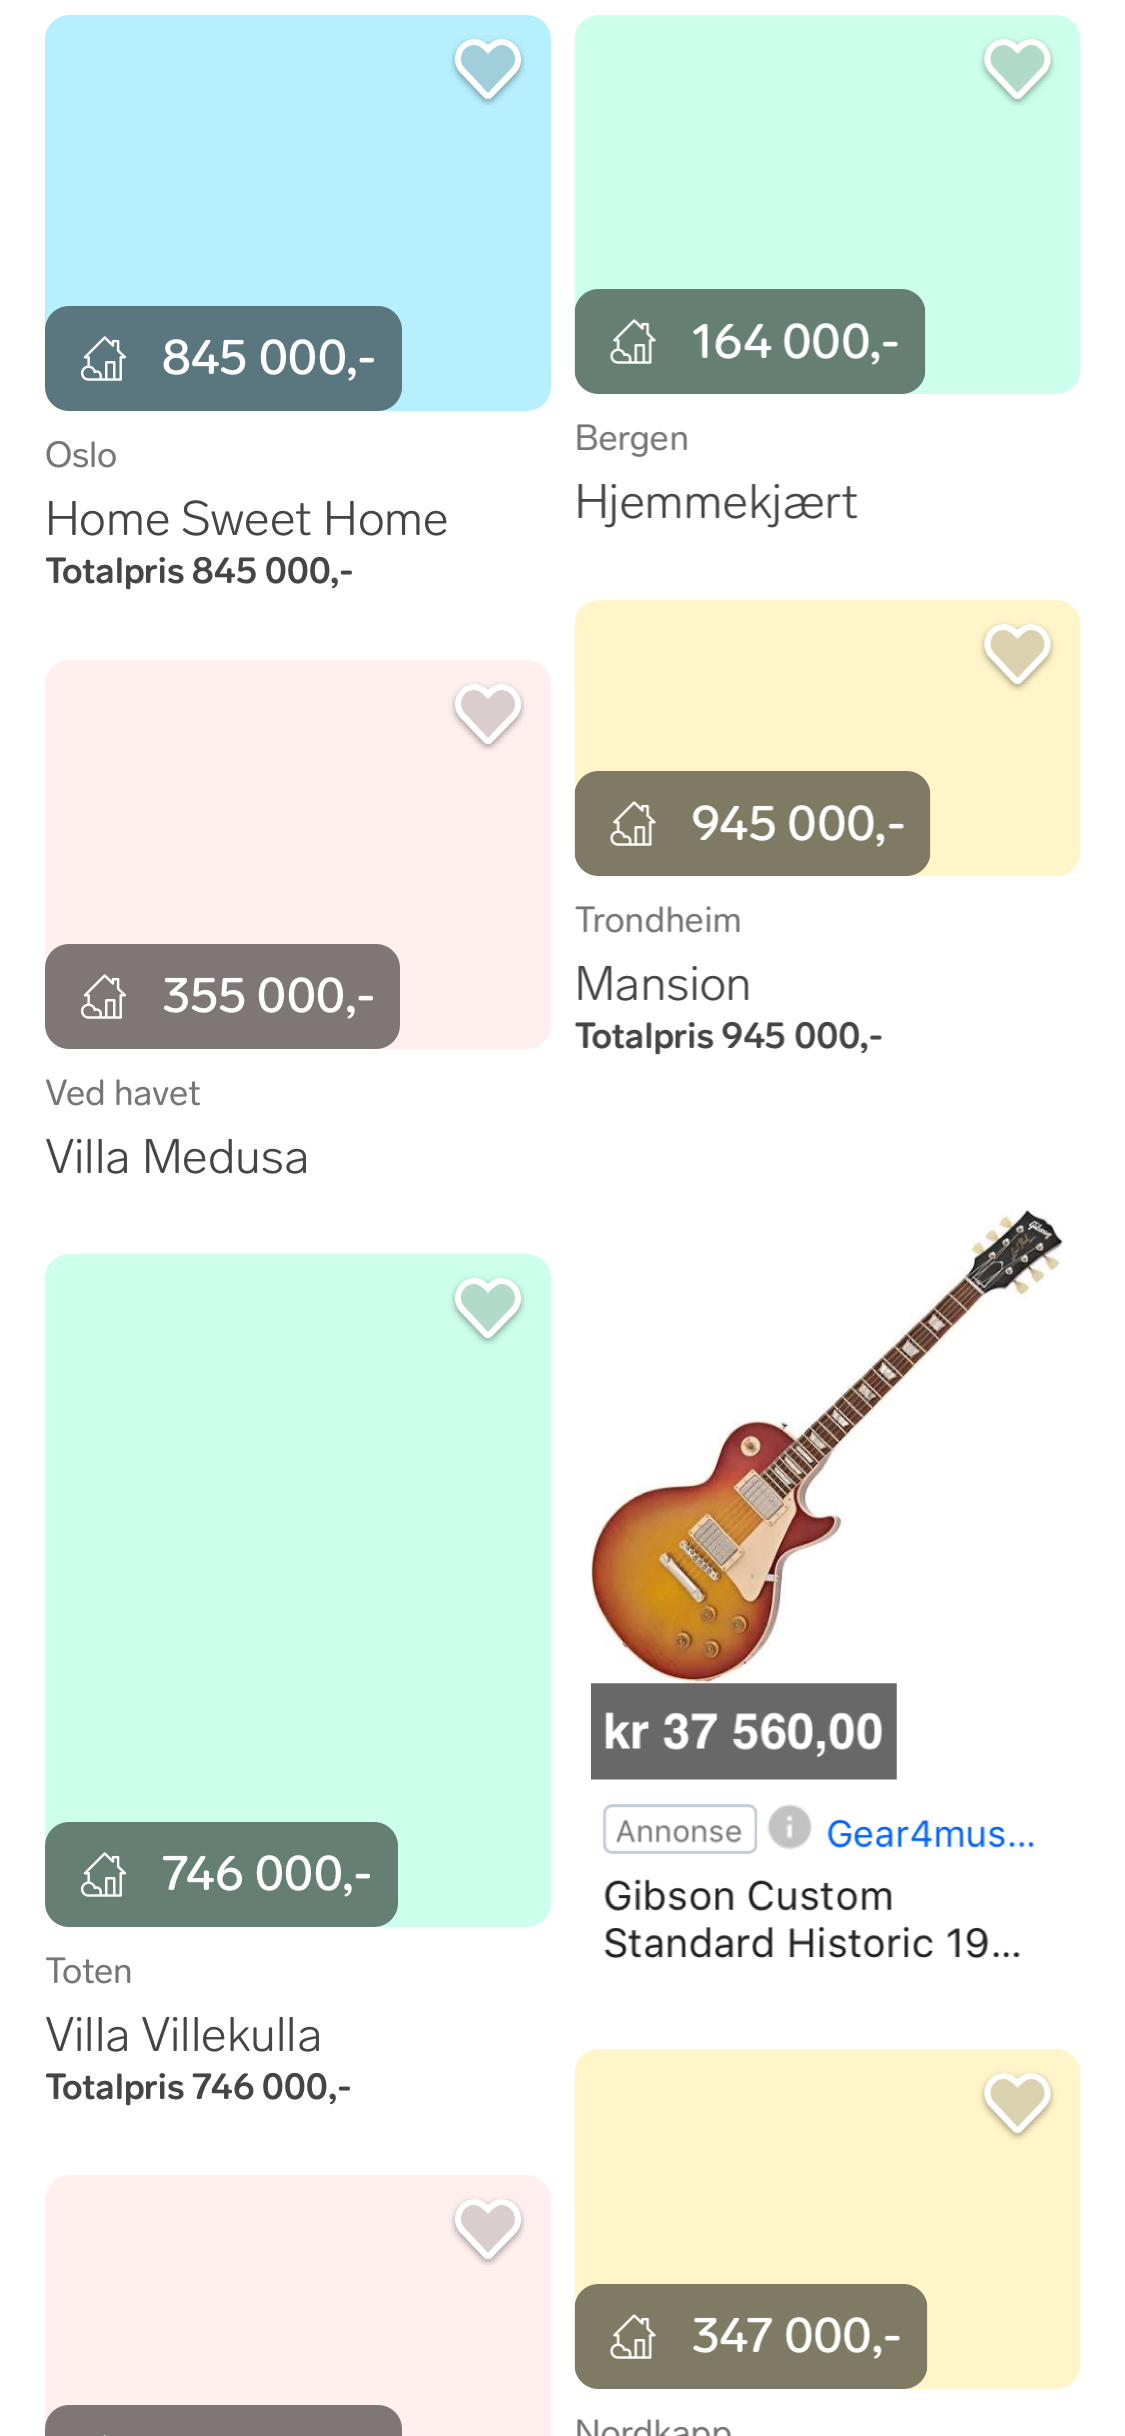 845 000,-
Oslo
Home Sweet Home
Totalpris 845 000,-
164 000,-
Bergen
Hjemmekjært
355 000,-
Ved havet
Villa Medusa
945 000,-
Trondheim
Mansion
Totalpris 945 000,-
746 000,-
Toten
Villa Villekulla
Totalpris 746 000,-
Gibson
kr 37 560,00
Annonse i Gear4mus...
Gibson Custom
Standard Historic 19...
347 000,-
Nordkapp